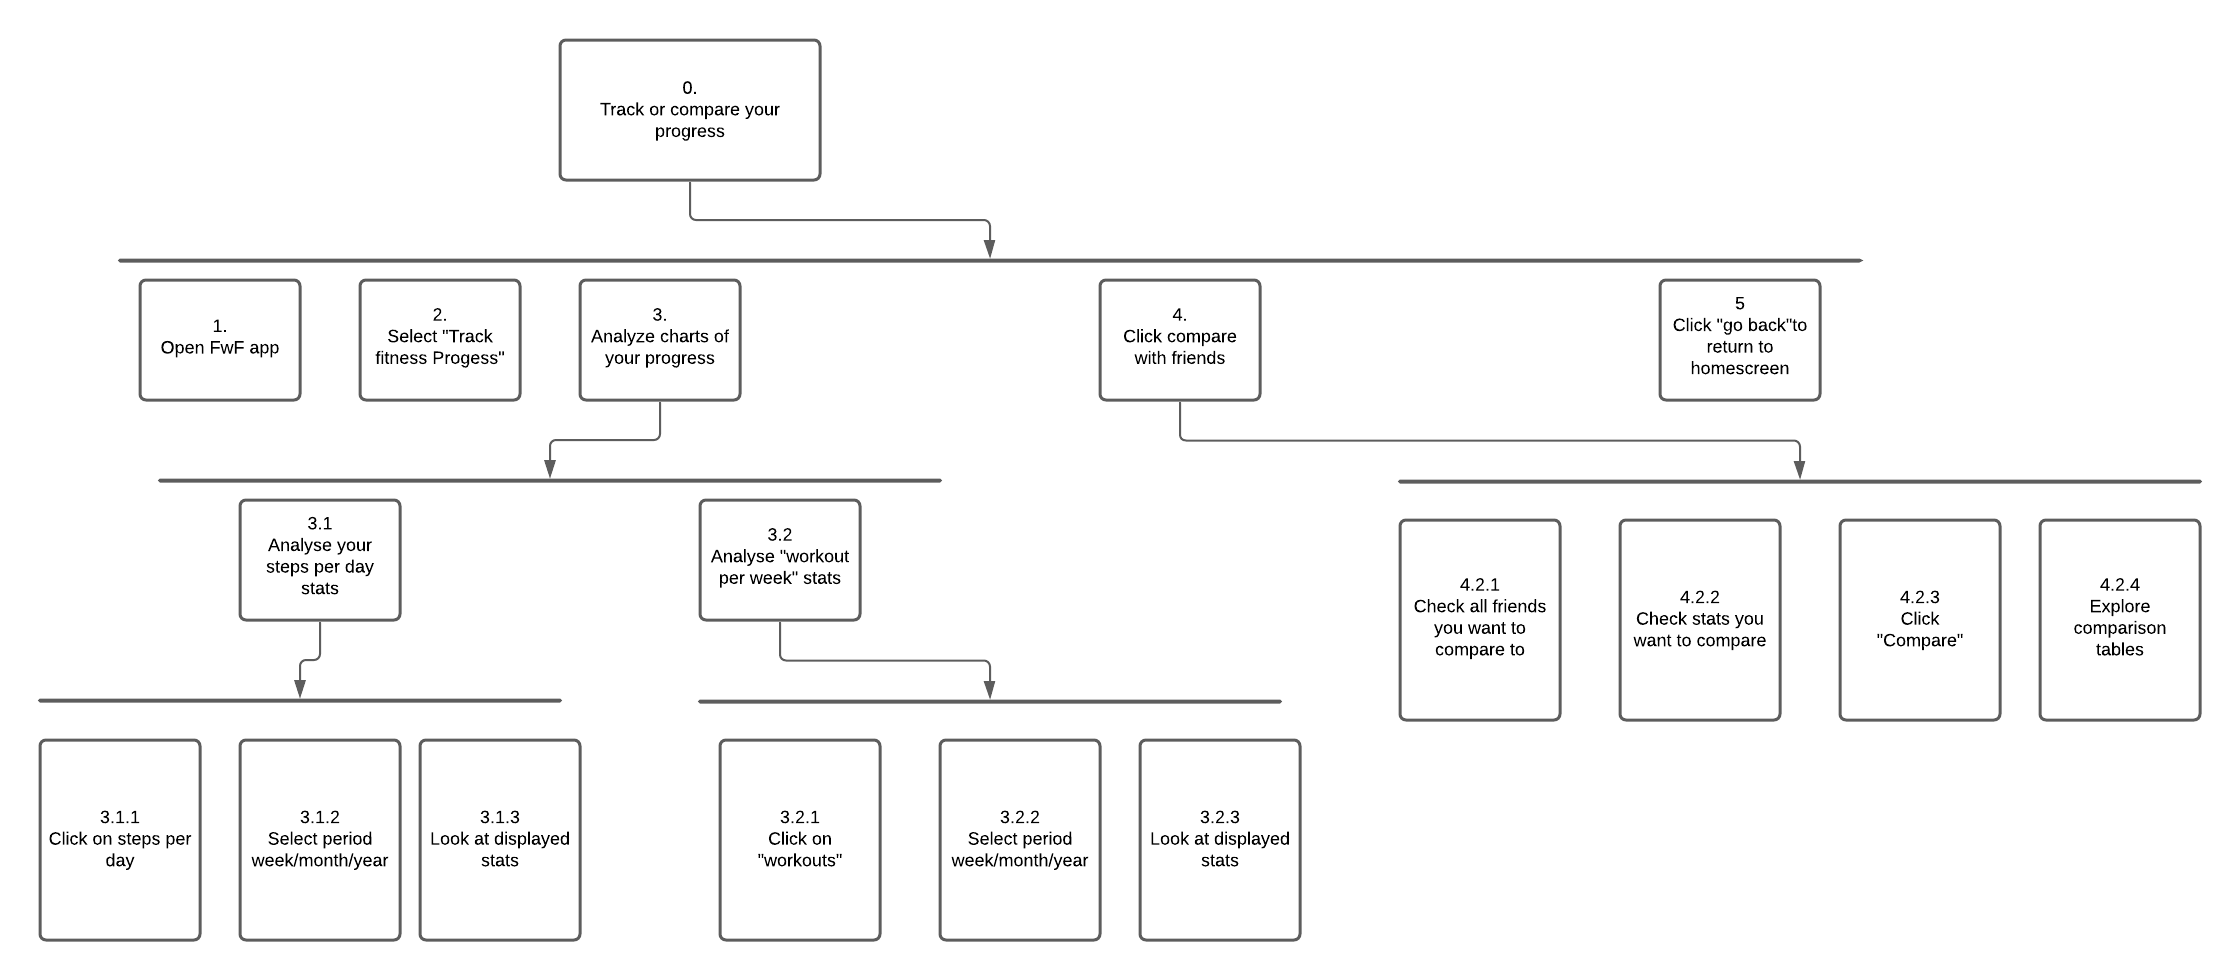 0.
Track or compare your
progress
1.
Open FwF app
2.
Select "Track
fitness Progess"
3.
Analyze charts of
your progress
4.
Click compare
with friends
5
Click "go back"to
return to
homescreen
3.1
Analyse your
steps per day
stats
3.2
Analyse "workout
per week" stats
4.2.1
Check all friends
you want to
compare to
4.2.2
Check stats you
want to compare
4.2.3
Click
"Compare"
4.2.4
Explore
comparison
tables
3.1.1
Click on steps per
day
3.1.2
Select period
week/month/year
3.1.3
Look at displayed
stats
3.2.1
Click on
"workouts"
3.2.2
Select period
week/month/year
3.2.3
Look at displayed
stats